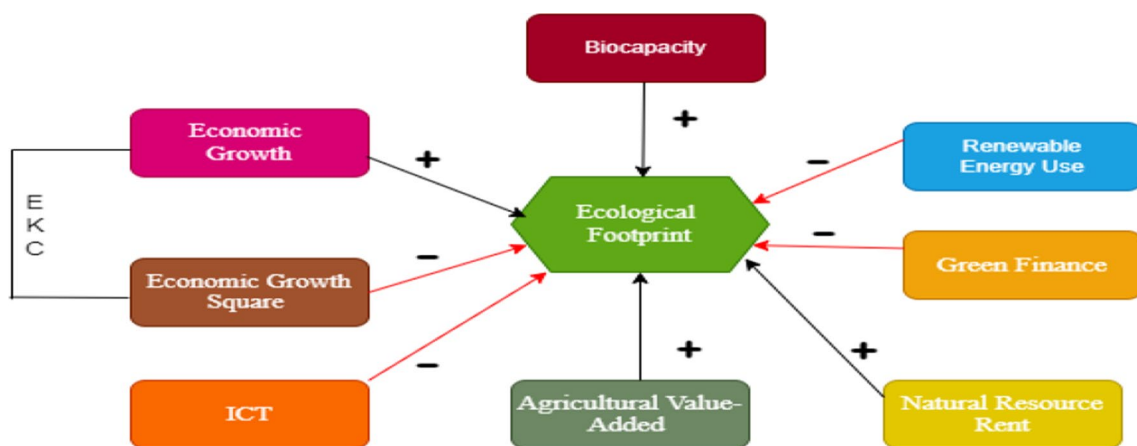 Biocapacity
+
Economic
Growth
+
Renewable
Energy Use
−
E
K
C
Ecological
Footprint
−
Green Finance
Economic Growth
Square
−
ICT
−
Agricultural Value-
Added
+
Natural Resource
Rent
+